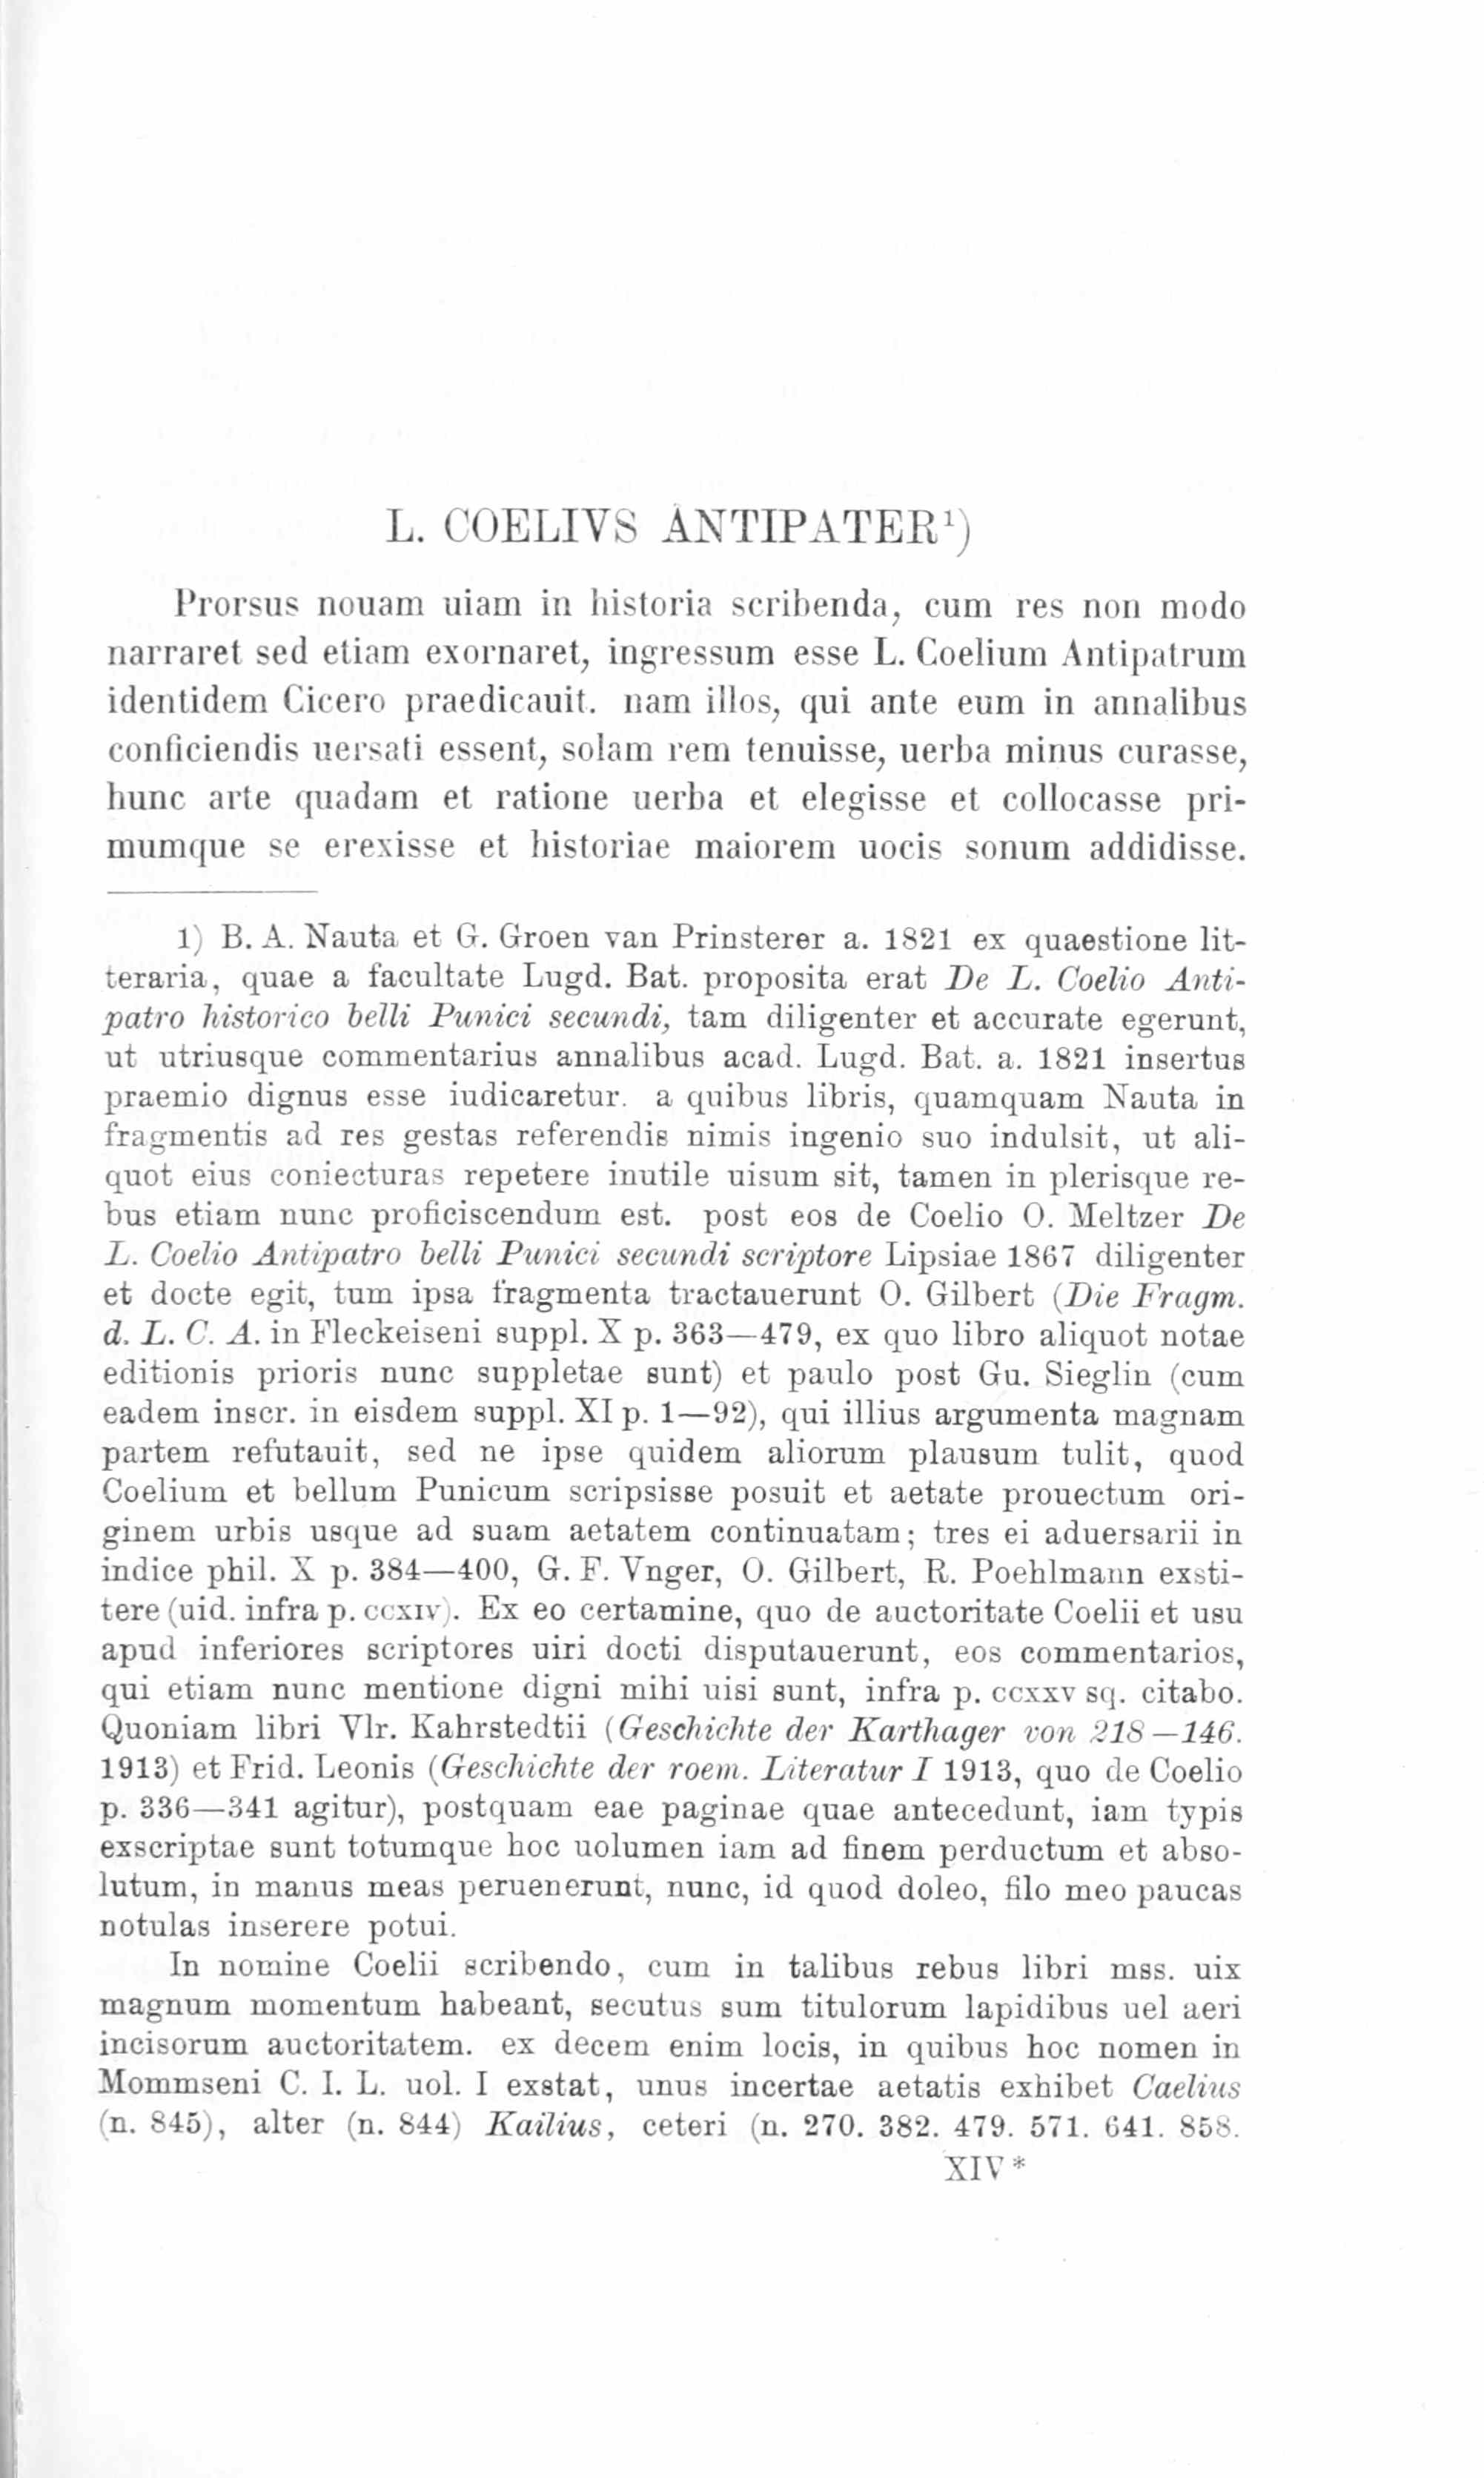 L. COELIVS ANTIPATER¹)
Prorsus nouam uiam in historia scribenda, cum res non modo
narraret sed etiam exornaret, ingressum esse L. Coelium Antipatrum
identidem Cicero praedicauit. nam illos, qui ante eum in annalibus
conficiendis uersati essent, solam rem tenuisse, uerba minus curasse,
hunc arte quadam et ratione uerba et elegisse et collocasse pri-
mumque se erexisse et historiae maiorem uocis sonum addidisse.
1) B. A. Nauta et G. Groen van Prinsterer a. 1821 ex quaestione lit-
teraria, quae a facultate Lugd. Bat. proposita erat De L. Coelio Anti-
patro historico belli Punici secundi, tam diligenter et accurate egerunt,
ut utriusque commentarius annalibus acad. Lugd. Bat. a. 1821 insertus
praemio dignus esse iudicaretur. a quibus libris, quamquam Nauta in
fragmentis ad res gestas referendis nimis ingenio suo indulsit, ut ali-
quot eius coniecturas repetere inutile uisum sit, tamen in plerisque re-
bus etiam nunc proficiscendum est. post eos de Coelio O. Meltzer De
L. Coelio Antipatro belli Punici secundi scriptore Lipsiae 1867 diligenter
et docte egit, tum ipsa fragmenta tractauerunt O. Gilbert (Die Fragm.
d. L. C. A. in Fleckeiseni suppl. X p. 363—479, ex quo libro aliquot notae
editionis prioris nunc suppletae sunt) et paulo post Gu. Sieglin (cum
eadem inscr. in eisdem suppl. XI p. 1—92), qui illius argumenta magnam
partem refutauit, sed ne ipse quidem aliorum plausum tulit, quod
Coelium et bellum Punicum scripsisse posuit et aetate prouectum ori-
ginem urbis usque ad suam aetatem continuatam; tres ei aduersarii in
indice phil. X p. 384—400, G. F. Vnger, O. Gilbert, R. Poehlmann exsti-
tere (uid. infra p. ccxiv). Ex eo certamine, quo de auctoritate Coelii et usu
apud inferiores scriptores uiri docti disputauerunt, eos commentarios,
qui etiam nunc mentione digni mihi uisi sunt, infra p. ccxxv sq. citabo.
Quoniam libri Vlr. Kahrstedtii (Geschichte der Karthager von 218—146.
1913) et Frid. Leonis (Geschichte der roem. Literatur I 1913, quo de Coelio
p. 336—341 agitur), postquam eae paginae quae antecedunt, iam typis
exscriptae sunt totumque hoc uolumen iam ad finem perductum et abso-
lutum, in manus meas peruenerunt, nunc, id quod doleo, filo meo paucas
notulas inserere potui.
In nomine Coelii scribendo, cum in talibus rebus libri mss. uix
magnum momentum habeant, secutus sum titulorum lapidibus uel aeri
incisorum auctoritatem. ex decem enim locis, in quibus hoc nomen in
Mommseni C. I. L. uol. I exstat, unus incertae aetatis exhibet Caelius
(n. 845), alter (n. 844) Kailius, ceteri (n. 270. 382. 479. 571. 641. 858.
XIV*